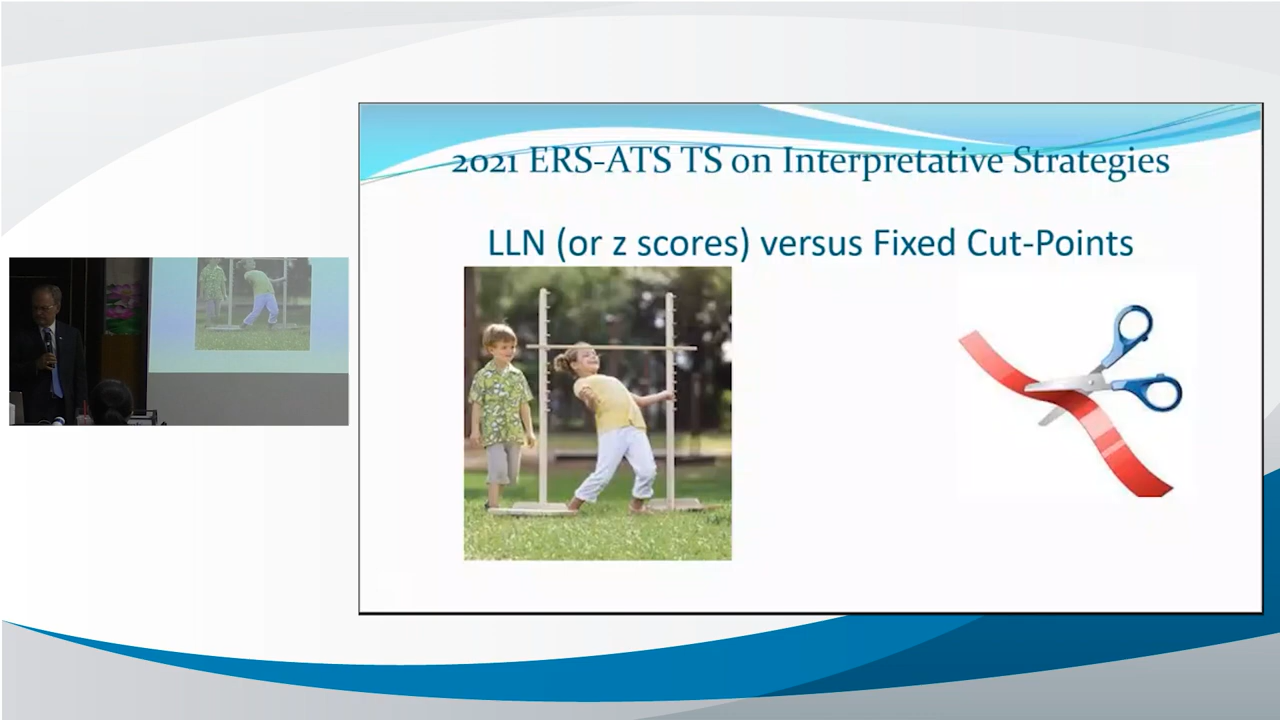 2021 ERS-ATS TS on Interpretative Strategies
LLN (or z scores) versus Fixed Cut-Points